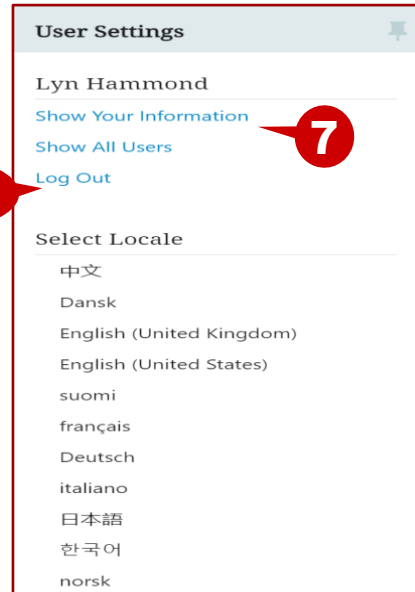 User Settings
Lyn Hammond
Show Your Information
7
Show All Users
Log Out
Select Locale
中文
Dansk
English (United Kingdom)
English (United States)
suomi
français
Deutsch
italiano
日本語
한국어
norsk